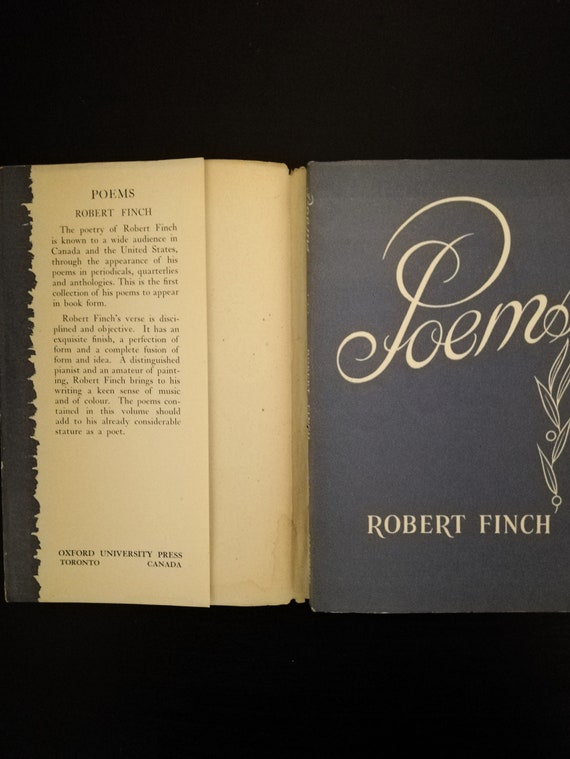 POEMS
ROBERT FINCH
The poetry of Robert Finch
is known to a wide audience in
Canada and the United States,
through the appearance of his
poems in periodicals, quarterlies
and anthologies. This is the first
collection of his poems to appear
in book form.
Robert Finch's verse is disci-
plined and objective. It has an
exquisite finish, a perfection of
form and a complete fusion of
form and idea. A distinguished
pianist and an amateur of paint-
ing, Robert Finch brings to his
writing a keen sense of music
and of colour. The poems con-
tained in this volume should
add to his already considerable
stature as a poet.
OXFORD UNIVERSITY PRESS
TORONTO CANADA
Poems
ROBERT FINCH